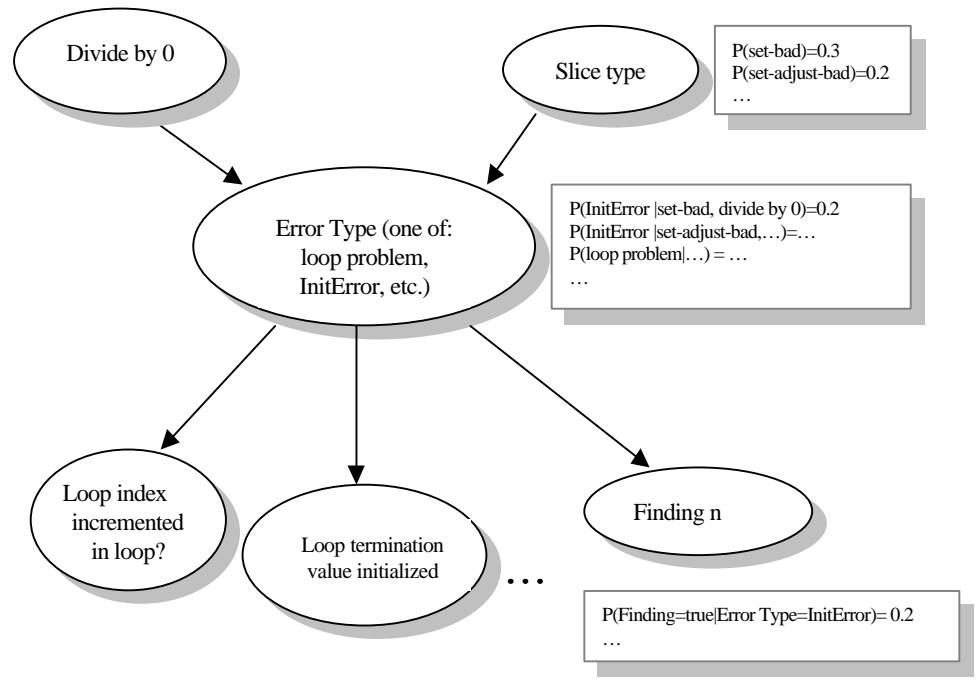 Divide by 0
Slice type
P(set-bad)=0.3
P(set-adjust-bad)=0.2
…
Error Type (one of:
loop problem,
InitError, etc.)
P(InitError |set-bad, divide by 0)=0.2
P(InitError |set-adjust-bad,…)=…
P(loop problem|…) = …
…
Loop index
incremented
in loop?
Loop termination
value initialized
…
Finding n
P(Finding=true|Error Type=InitError)= 0.2
…